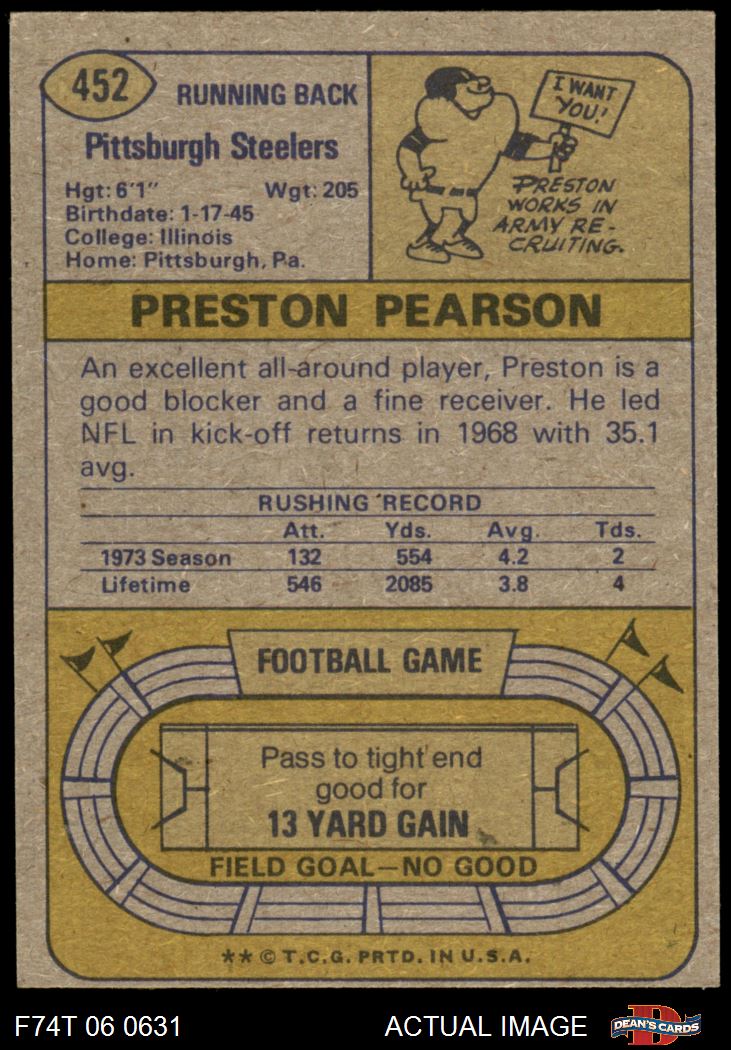 452
RUNNING BACK
Pittsburgh Steelers
Hgt: 6'1" Wgt: 205
Birthdate: 1-17-45
College: Illinois
Home: Pittsburgh, Pa.
I WANT
YOU!
PRESTON
WORKS IN
ARMY RE-
CRUITING.
PRESTON PEARSON
An excellent all-around player, Preston is a
good blocker and a fine receiver. He led
NFL in kick-off returns in 1968 with 35.1
avg.
RUSHING RECORD
Att. Yds. Avg. Tds.
1973 Season 132 554 4.2 2
Lifetime 546 2085 3.8 4
FOOTBALL GAME
Pass to tight end
good for
13 YARD GAIN
FIELD GOAL—NO GOOD
** © T.C.G. PRTD. IN U.S.A.
F74T 06 0631 ACTUAL IMAGE
DEAN'S CARDS